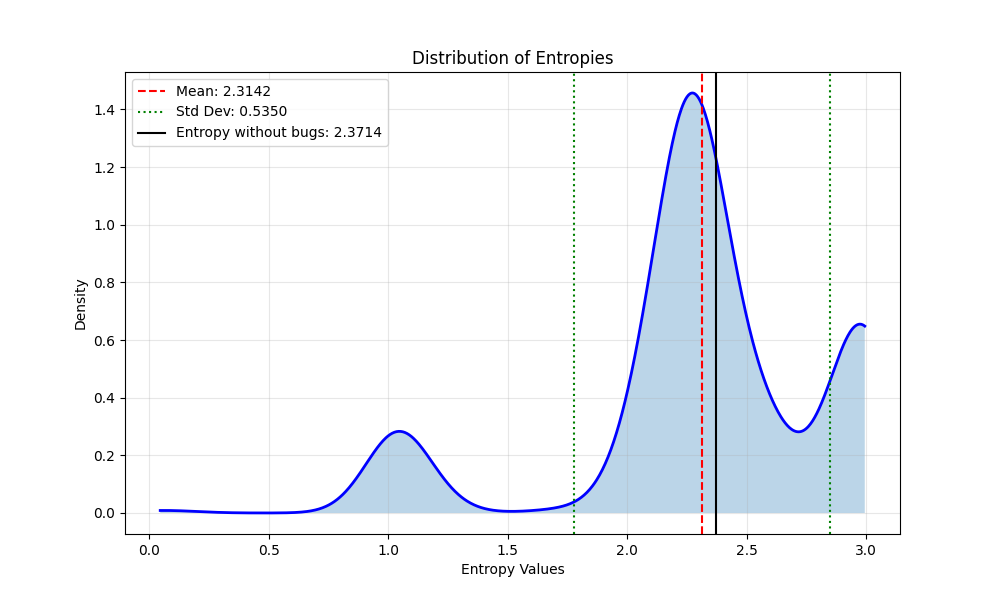 Distribution of Entropies
Mean: 2.3142
Std Dev: 0.5350
Entropy without bugs: 2.3714
Density
1.4
1.2
1.0
0.8
0.6
0.4
0.2
0.0
0.0 0.5 1.0 1.5 2.0 2.5 3.0
Entropy Values